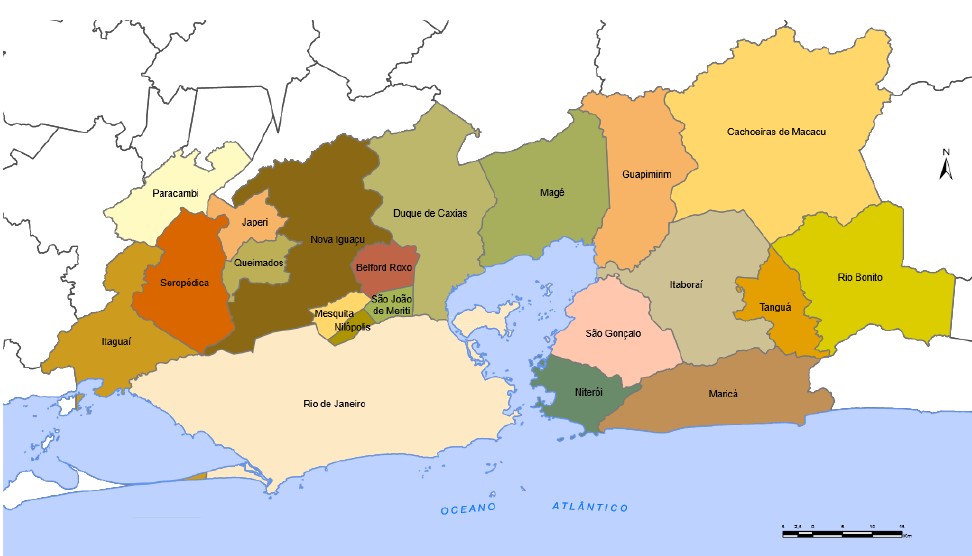 Cachoeiras de Macacu
N
Guapimirim
Paracambi
Magé
Duque de Caxias
Japeri
Nova Iguaçu
Queimados
Belford Roxo
Seropédica
Rio Bonito
Itaboraí
São João
de Meriti
Tanguá
Mesquita
Nilópolis
São Gonçalo
Itaguaí
Niterói
Maricá
Rio de Janeiro
OCEANO ATLÂNTICO